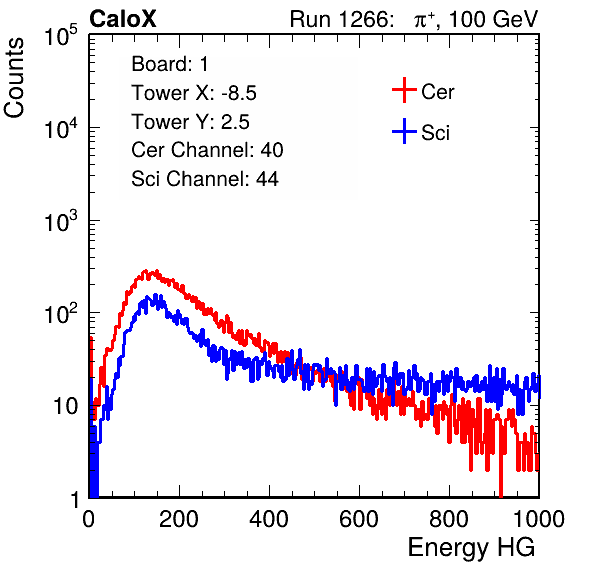 CaloX Run 1266: π⁺, 100 GeV
Board: 1
Tower X: -8.5
Tower Y: 2.5
Cer Channel: 40
Sci Channel: 44
Cer
Sci
Counts
10⁵
10⁴
10³
10²
10
1
0 200 400 600 800 1000
Energy HG